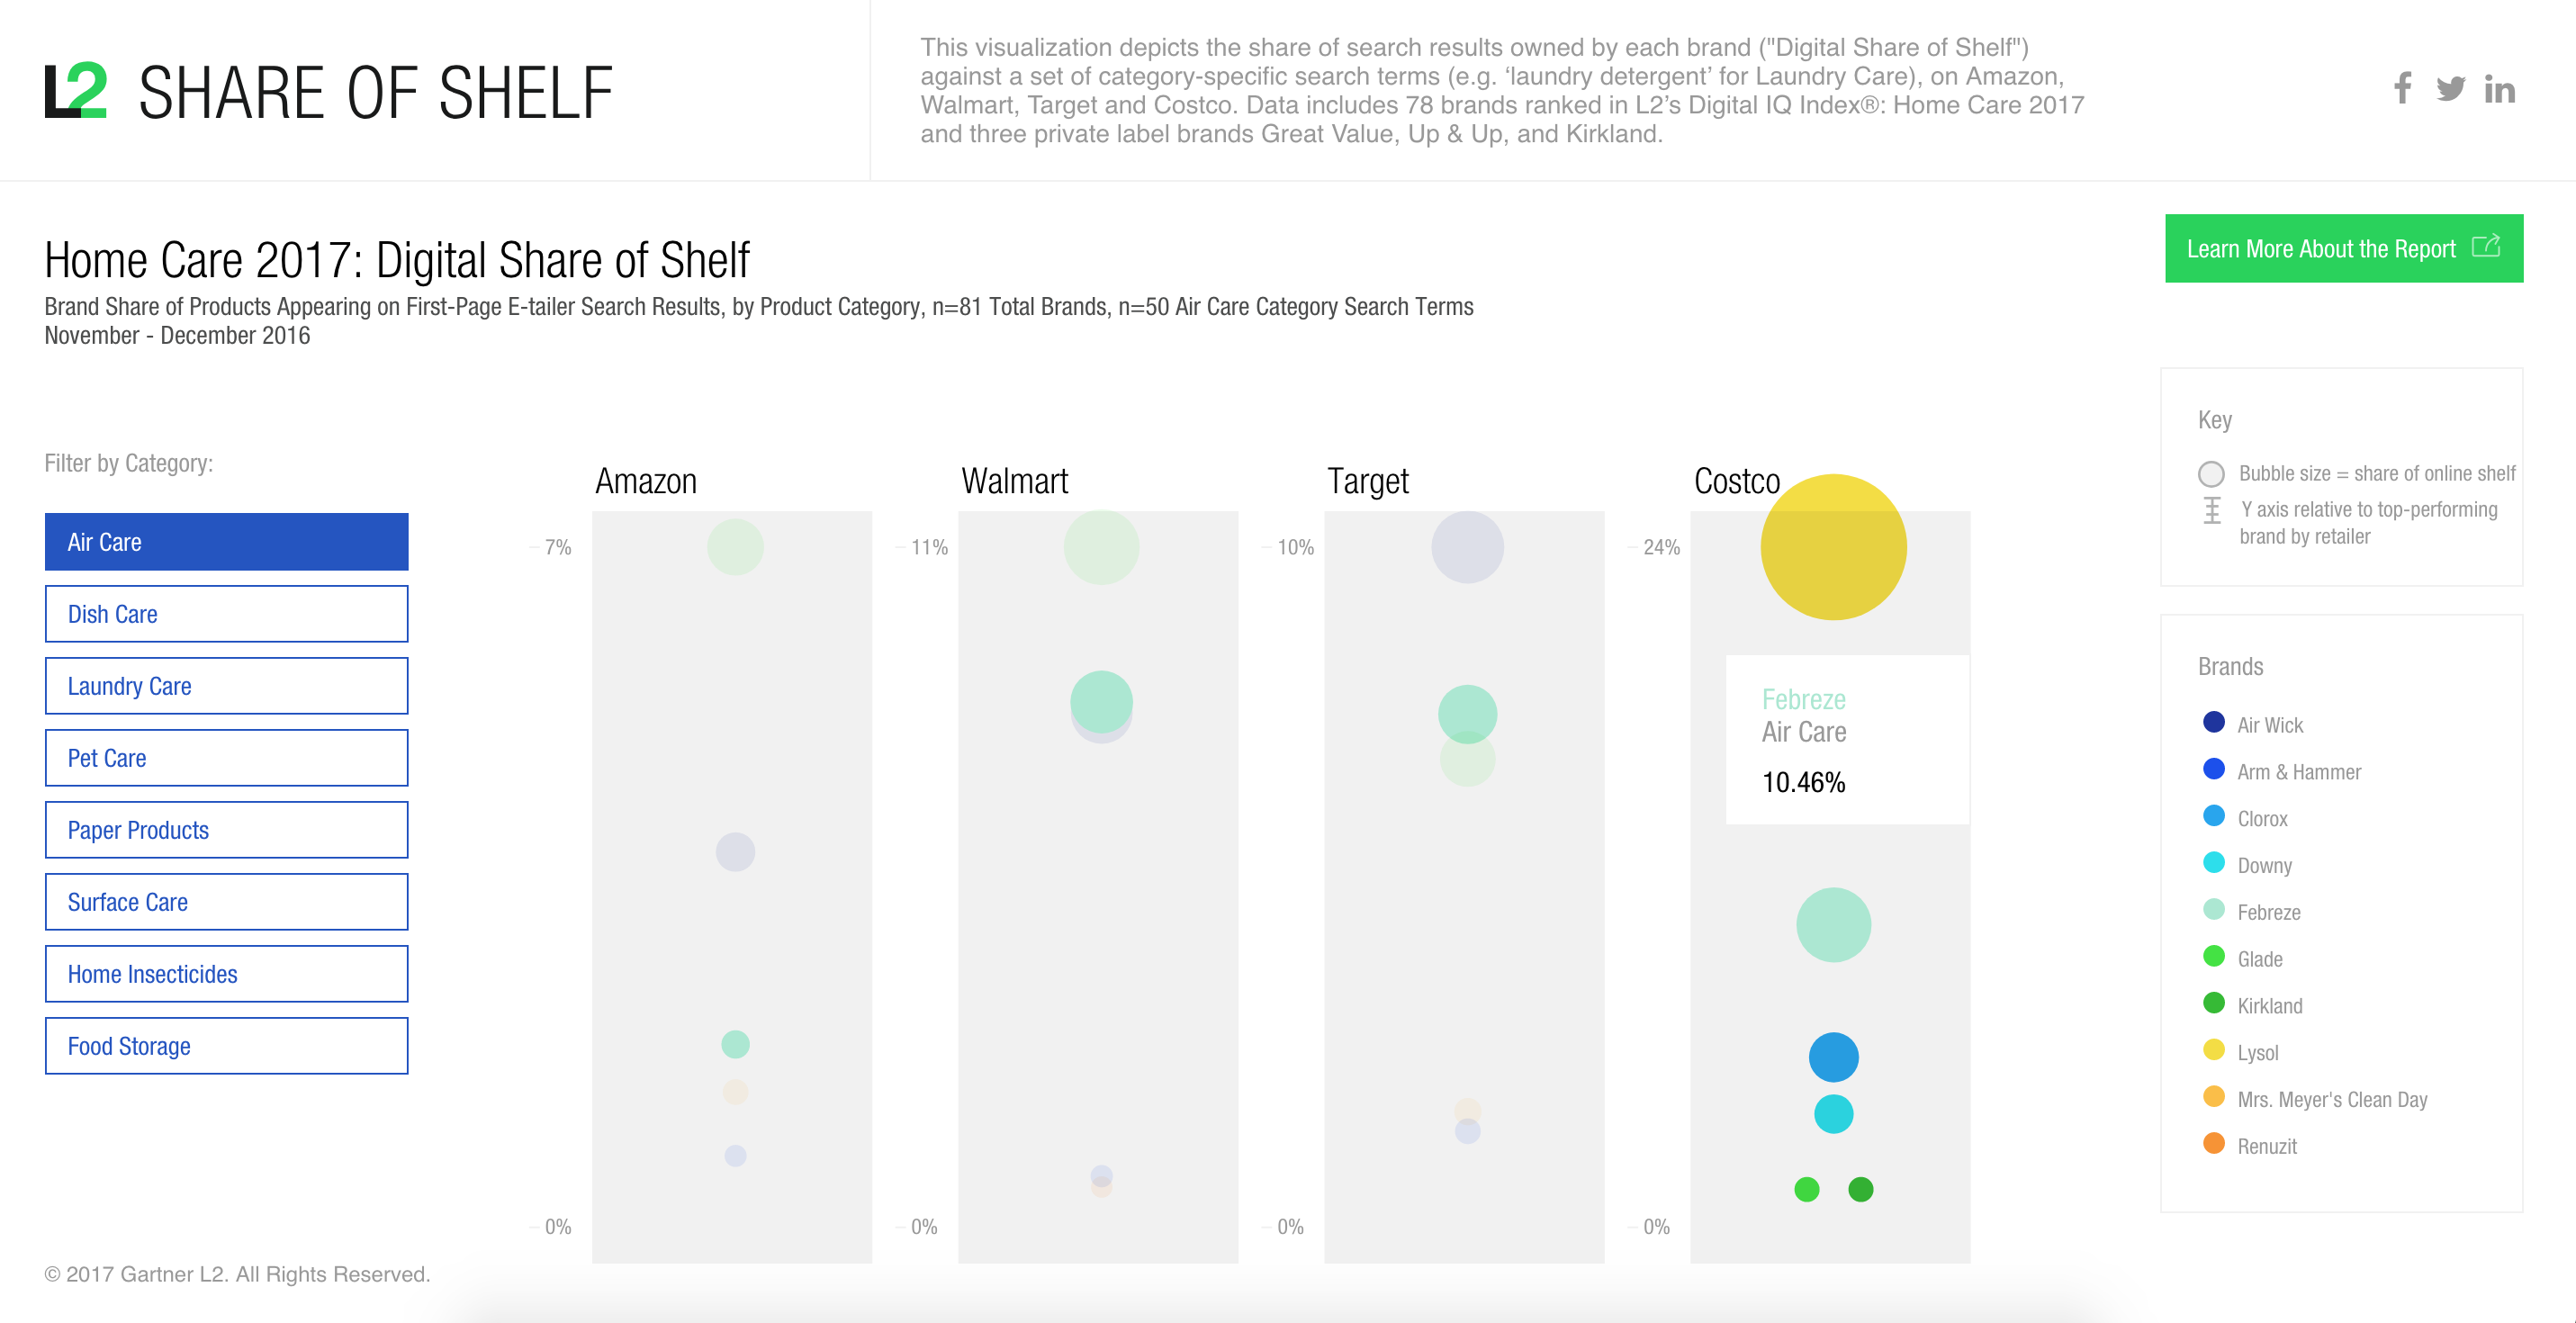 L2 SHARE OF SHELF
This visualization depicts the share of search results owned by each brand ("Digital Share of Shelf")
against a set of category-specific search terms (e.g. ‘laundry detergent’ for Laundry Care), on Amazon,
Walmart, Target and Costco. Data includes 78 brands ranked in L2’s Digital IQ Index®: Home Care 2017
and three private label brands Great Value, Up & Up, and Kirkland.
Home Care 2017: Digital Share of Shelf
Brand Share of Products Appearing on First-Page E-tailer Search Results, by Product Category, n=81 Total Brands, n=50 Air Care Category Search Terms
November - December 2016
Learn More About the Report
Filter by Category:
Air Care
Dish Care
Laundry Care
Pet Care
Paper Products
Surface Care
Home Insecticides
Food Storage
Amazon
7%
0%
Walmart
11%
0%
Target
10%
0%
Costco
24%
0%
Febreze
Air Care
10.46%
Key
Bubble size = share of online shelf
Y axis relative to top-performing
brand by retailer
Brands
Air Wick
Arm & Hammer
Clorox
Downy
Febreze
Glade
Kirkland
Lysol
Mrs. Meyer's Clean Day
Renuzit
© 2017 Gartner L2. All Rights Reserved.